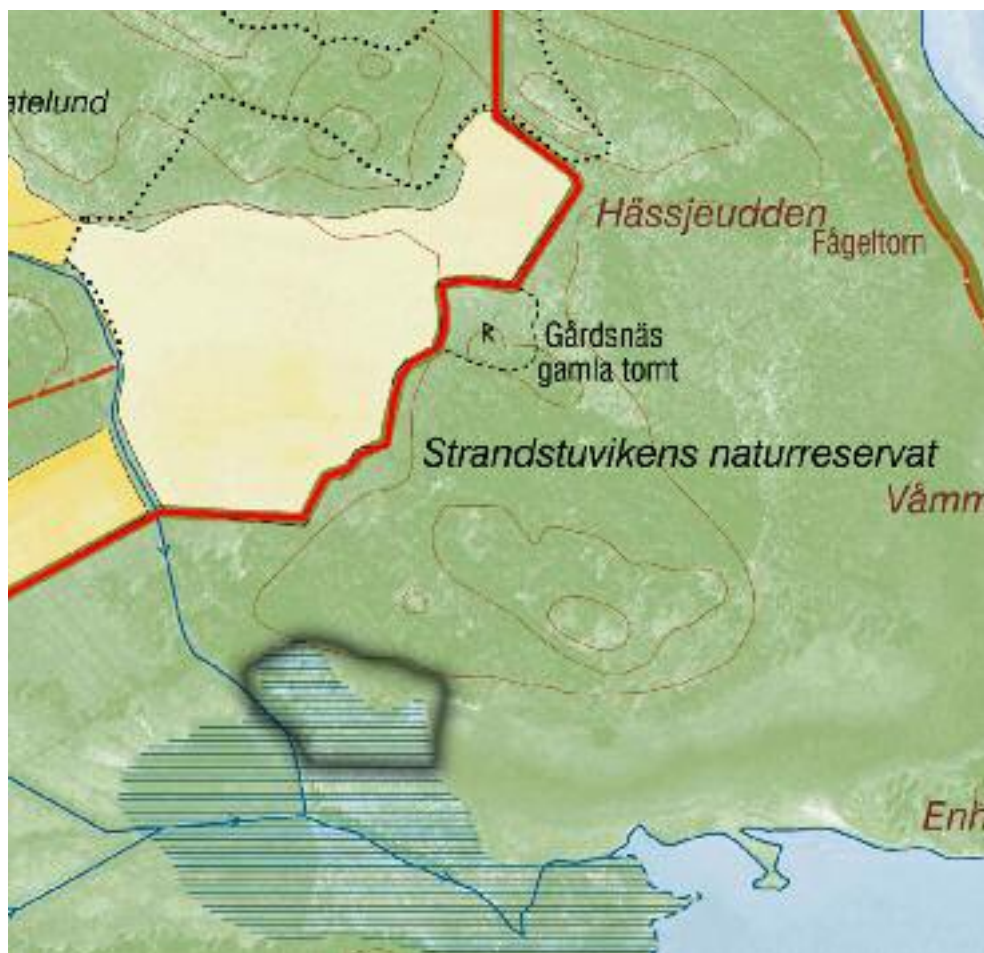 atelund
Hässjeudden
Fågeltorn
R
Gårdsnäs
gamla tomt
Strandstuvikens naturreservat
Våmm
Enh